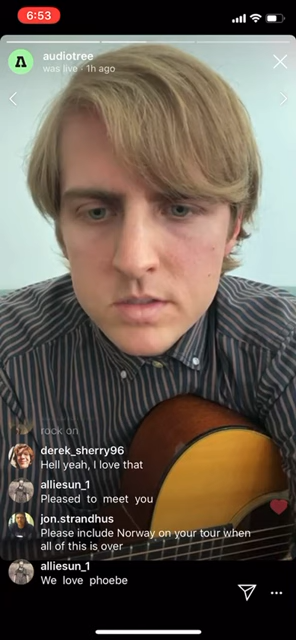 6:53
audiotree
was live · 1h ago
rock on
derek_sherry96
Hell yeah, I love that
alliesun_1
Pleased to meet you
jon.strandhus
Please include Norway on your tour when
all of this is over
alliesun_1
We love phoebe